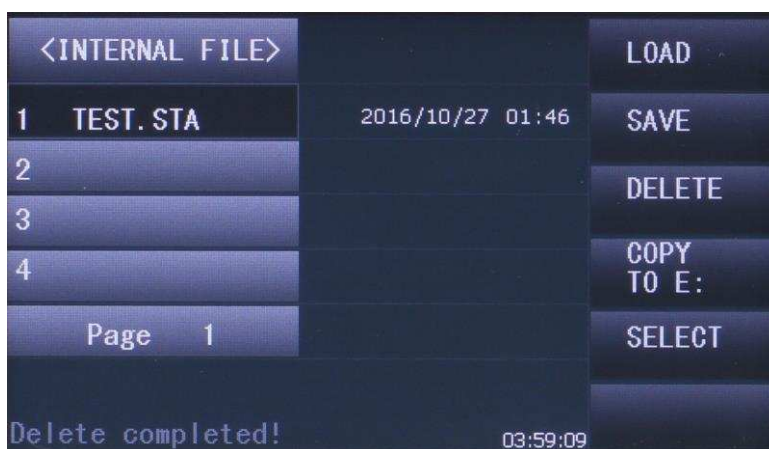 <INTERNAL FILE>
LOAD
1 TEST.STA 2016/10/27 01:46
SAVE
2
DELETE
3
COPY
TO E:
4
Page 1
SELECT
Delete completed!
03:59:09